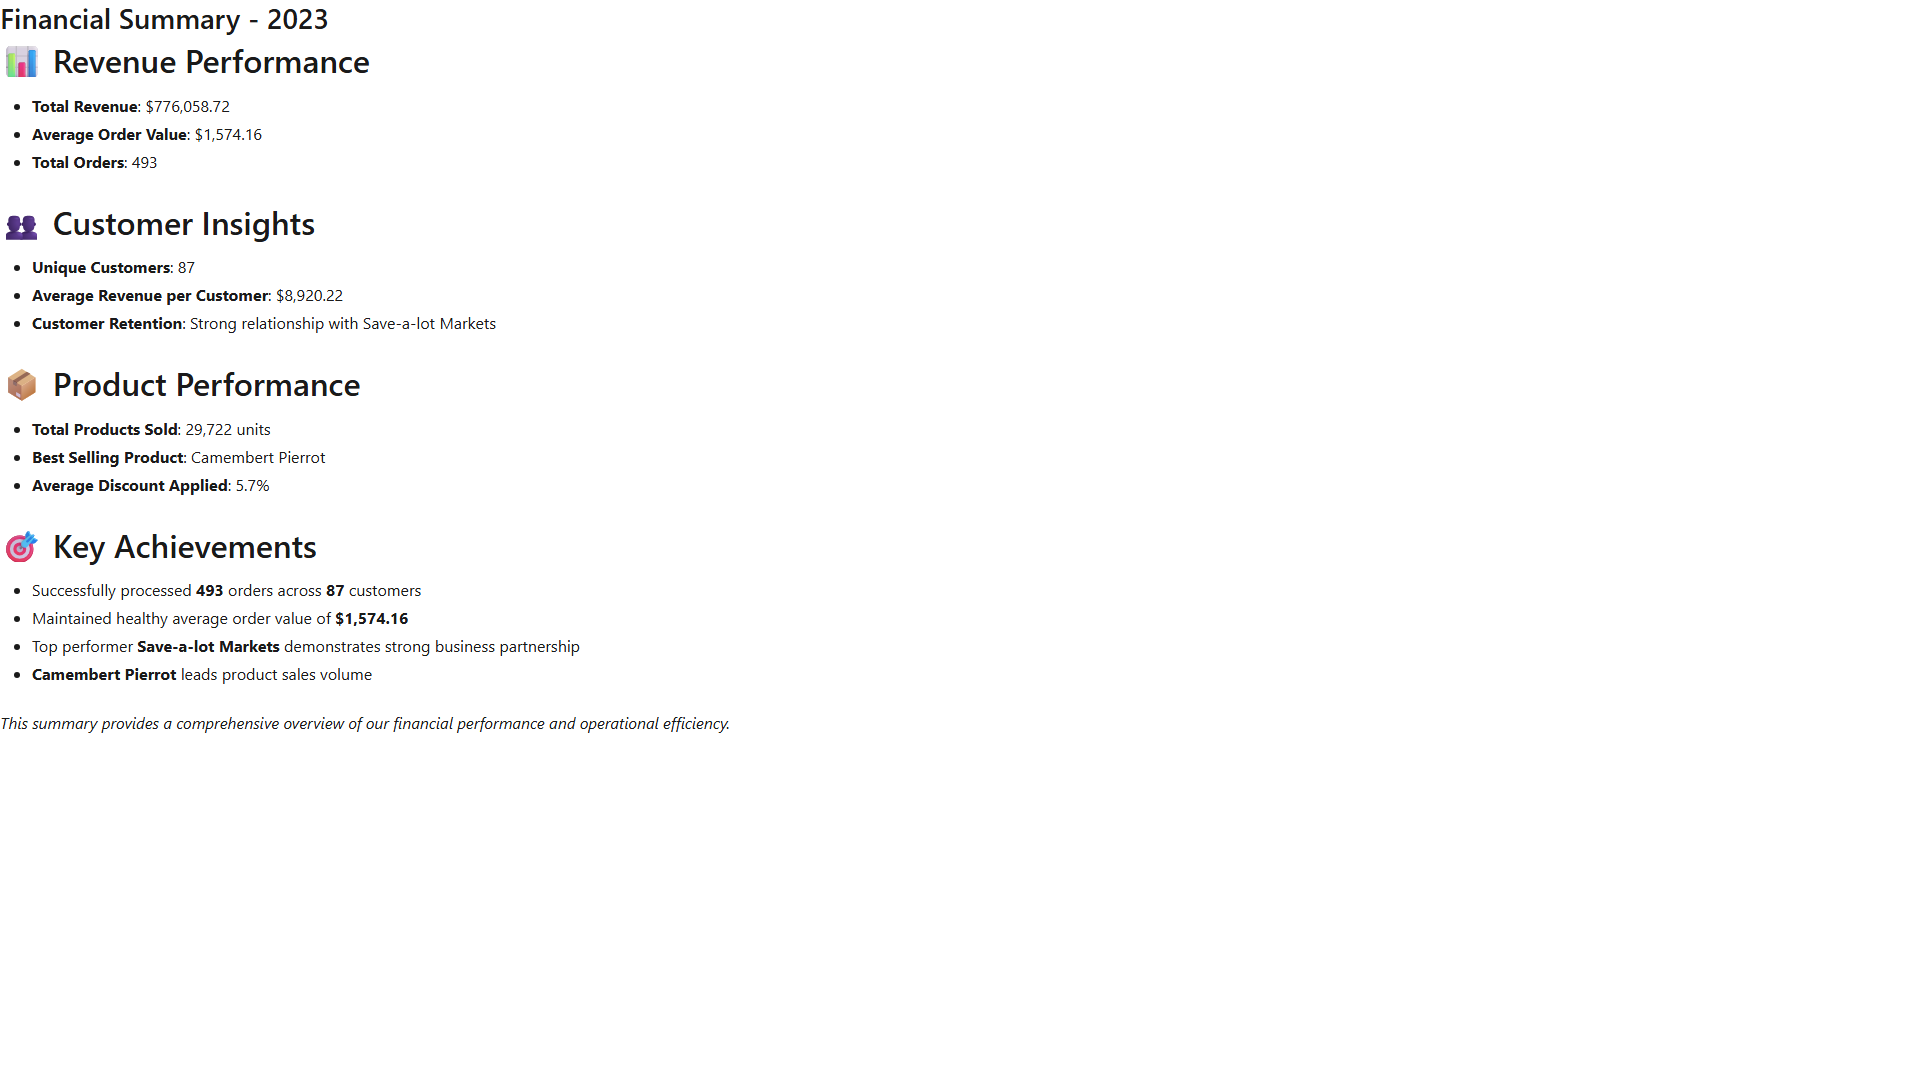 Financial Summary - 2023
Revenue Performance
Total Revenue: $776,058.72
Average Order Value: $1,574.16
Total Orders: 493
Customer Insights
Unique Customers: 87
Average Revenue per Customer: $8,920.22
Customer Retention: Strong relationship with Save-a-lot Markets
Product Performance
Total Products Sold: 29,722 units
Best Selling Product: Camembert Pierrot
Average Discount Applied: 5.7%
Key Achievements
Successfully processed 493 orders across 87 customers
Maintained healthy average order value of $1,574.16
Top performer Save-a-lot Markets demonstrates strong business partnership
Camembert Pierrot leads product sales volume
This summary provides a comprehensive overview of our financial performance and operational efficiency.